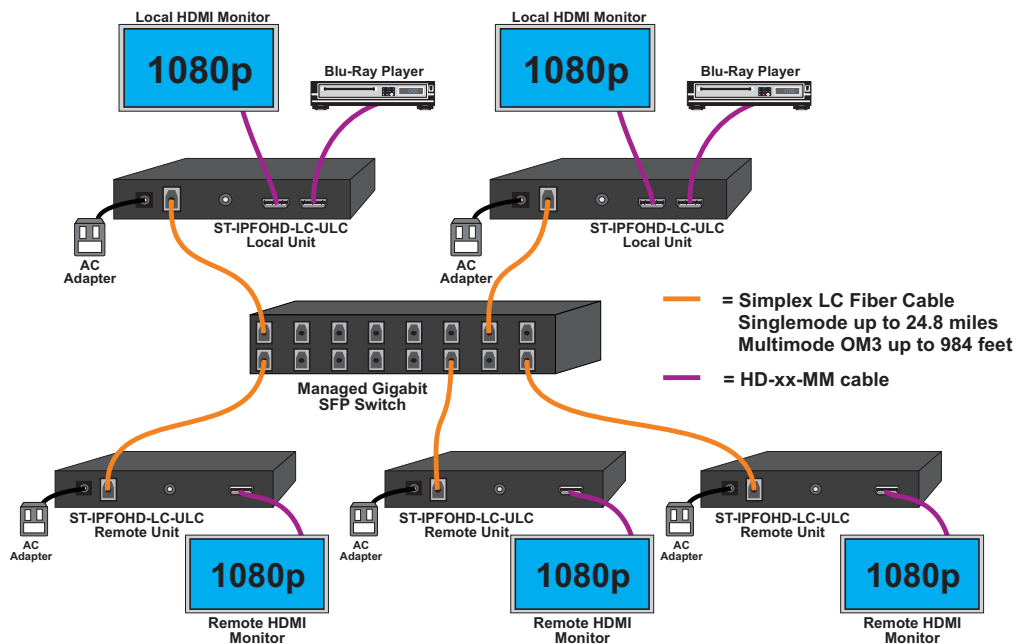 Local HDMI Monitor
1080p
Blu-Ray Player
Local HDMI Monitor
1080p
Blu-Ray Player
ST-IPFOHD-LC-ULC
Local Unit
AC
Adapter
ST-IPFOHD-LC-ULC
Local Unit
AC
Adapter
= Simplex LC Fiber Cable
Singlemode up to 24.8 miles
Multimode OM3 up to 984 feet
= HD-xx-MM cable
Managed Gigabit
SFP Switch
ST-IPFOHD-LC-ULC
Remote Unit
AC
Adapter
1080p
Remote HDMI
Monitor
ST-IPFOHD-LC-ULC
Remote Unit
AC
Adapter
1080p
Remote HDMI
Monitor
ST-IPFOHD-LC-ULC
Remote Unit
AC
Adapter
1080p
Remote HDMI
Monitor